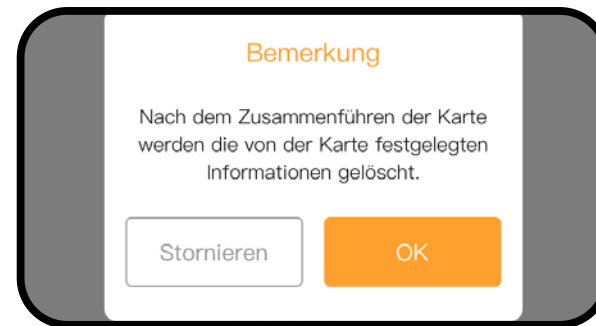 Bemerkung
Nach dem Zusammenführen der Karte
werden die von der Karte festgelegten
Informationen gelöscht.
Stornieren
OK